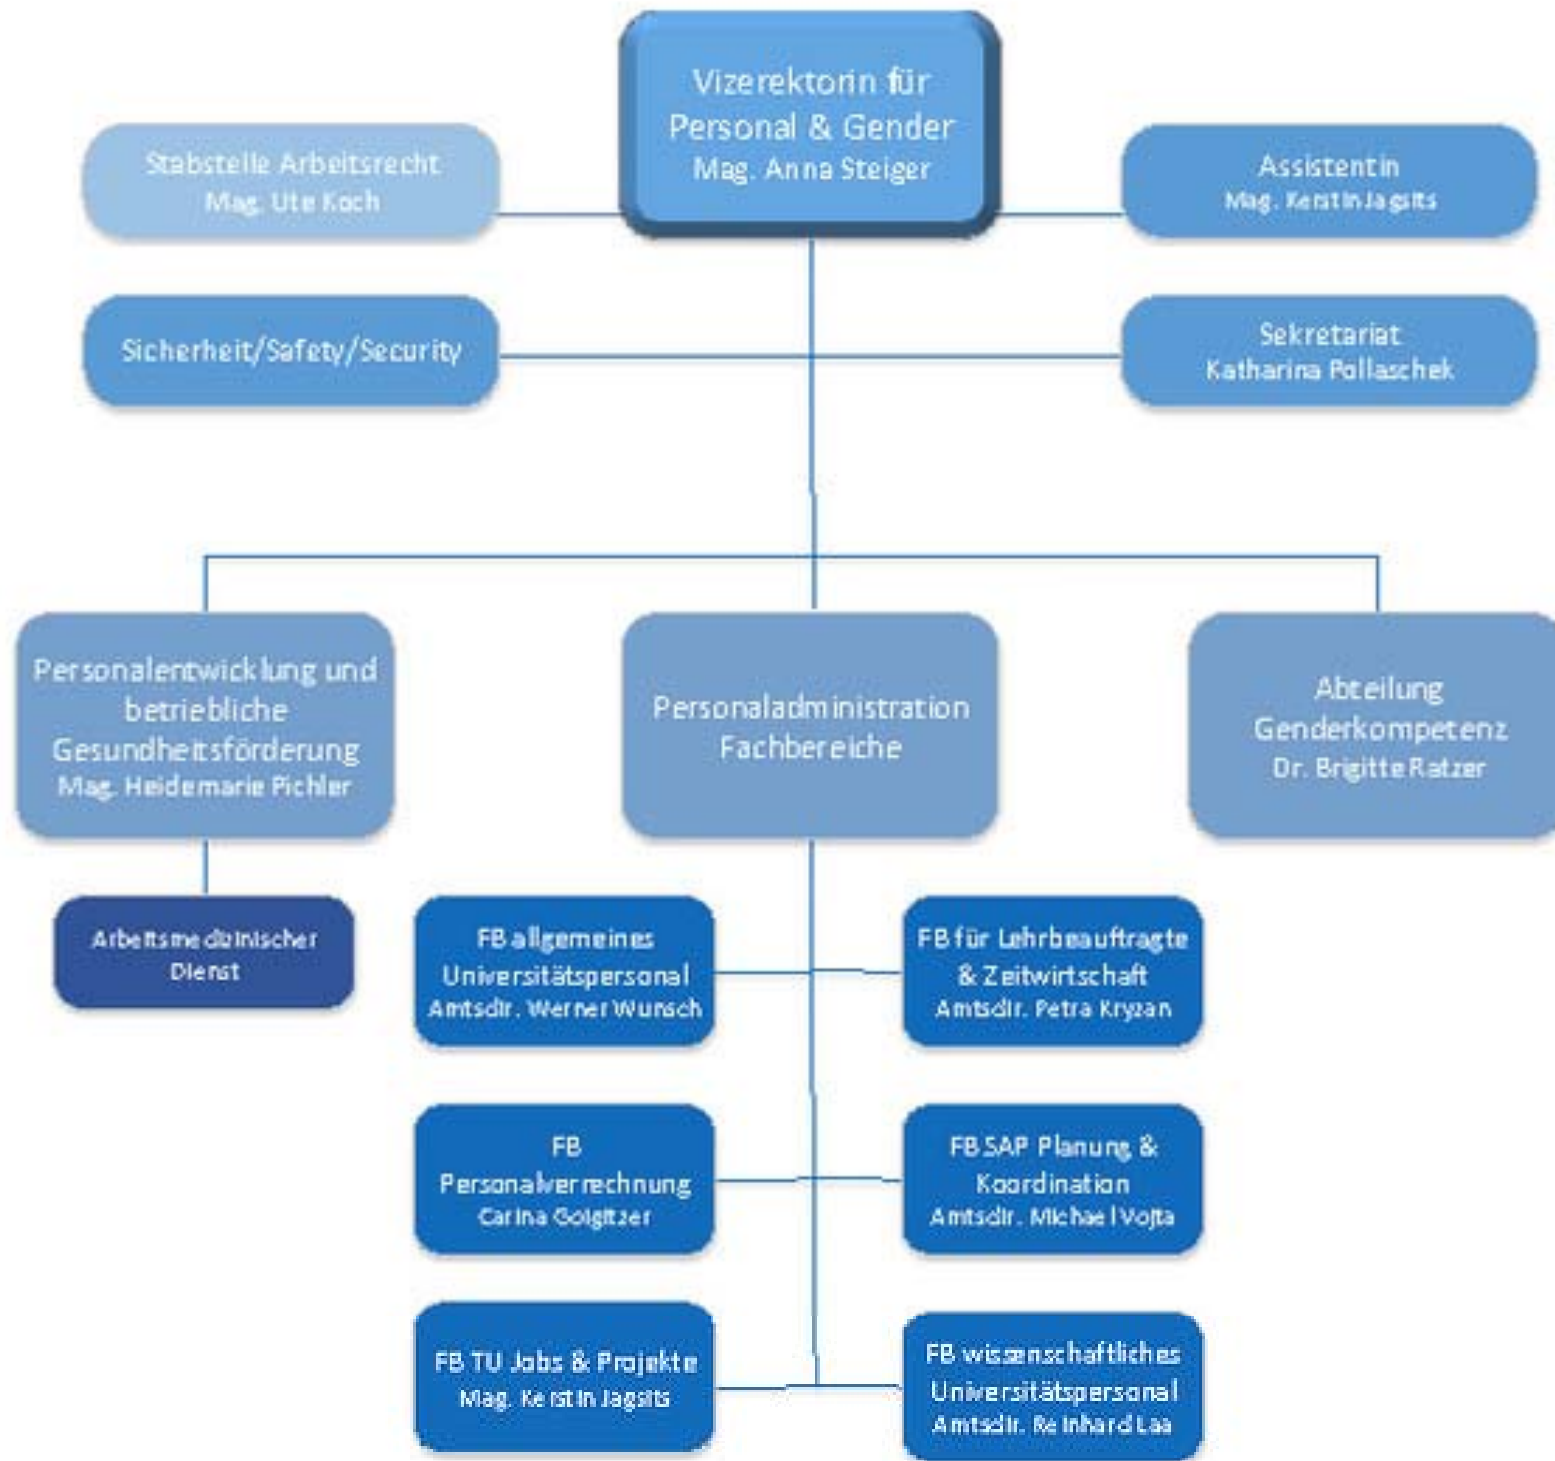 Vizerektorin für
Personal & Gender
Mag. Anna Steiger
Stabstelle Arbeitsrecht
Mag. Ute Koch
Assistentin
Mag. Kerstin Jagsits
Sicherheit/Safety/Security
Sekretariat
Katharina Pollaschek
Personalentwicklung und
betriebliche
Gesundheitsförderung
Mag. Heidemarie Pichler
Personaladministration
Fachbereiche
Abteilung
Genderkompetenz
Dr. Brigitte Ratzer
Arbeitsmedizinischer
Dienst
FB allgemeines
Universitätspersonal
Amtsdir. Werner Wunsch
FB für Lehrbeauftragte
& Zeitwirtschaft
Amtsdir. Petra Kryzan
FB
Personalverrechnung
Carina
FB SAP Planung &
Koordination
Amtsdir. Michael Vojta
FB TU Jobs & Projekte
Mag. Kerstin Jagsits
FB wissenschaftliches
Universitätspersonal
Amtsdir. Reinhard Laa